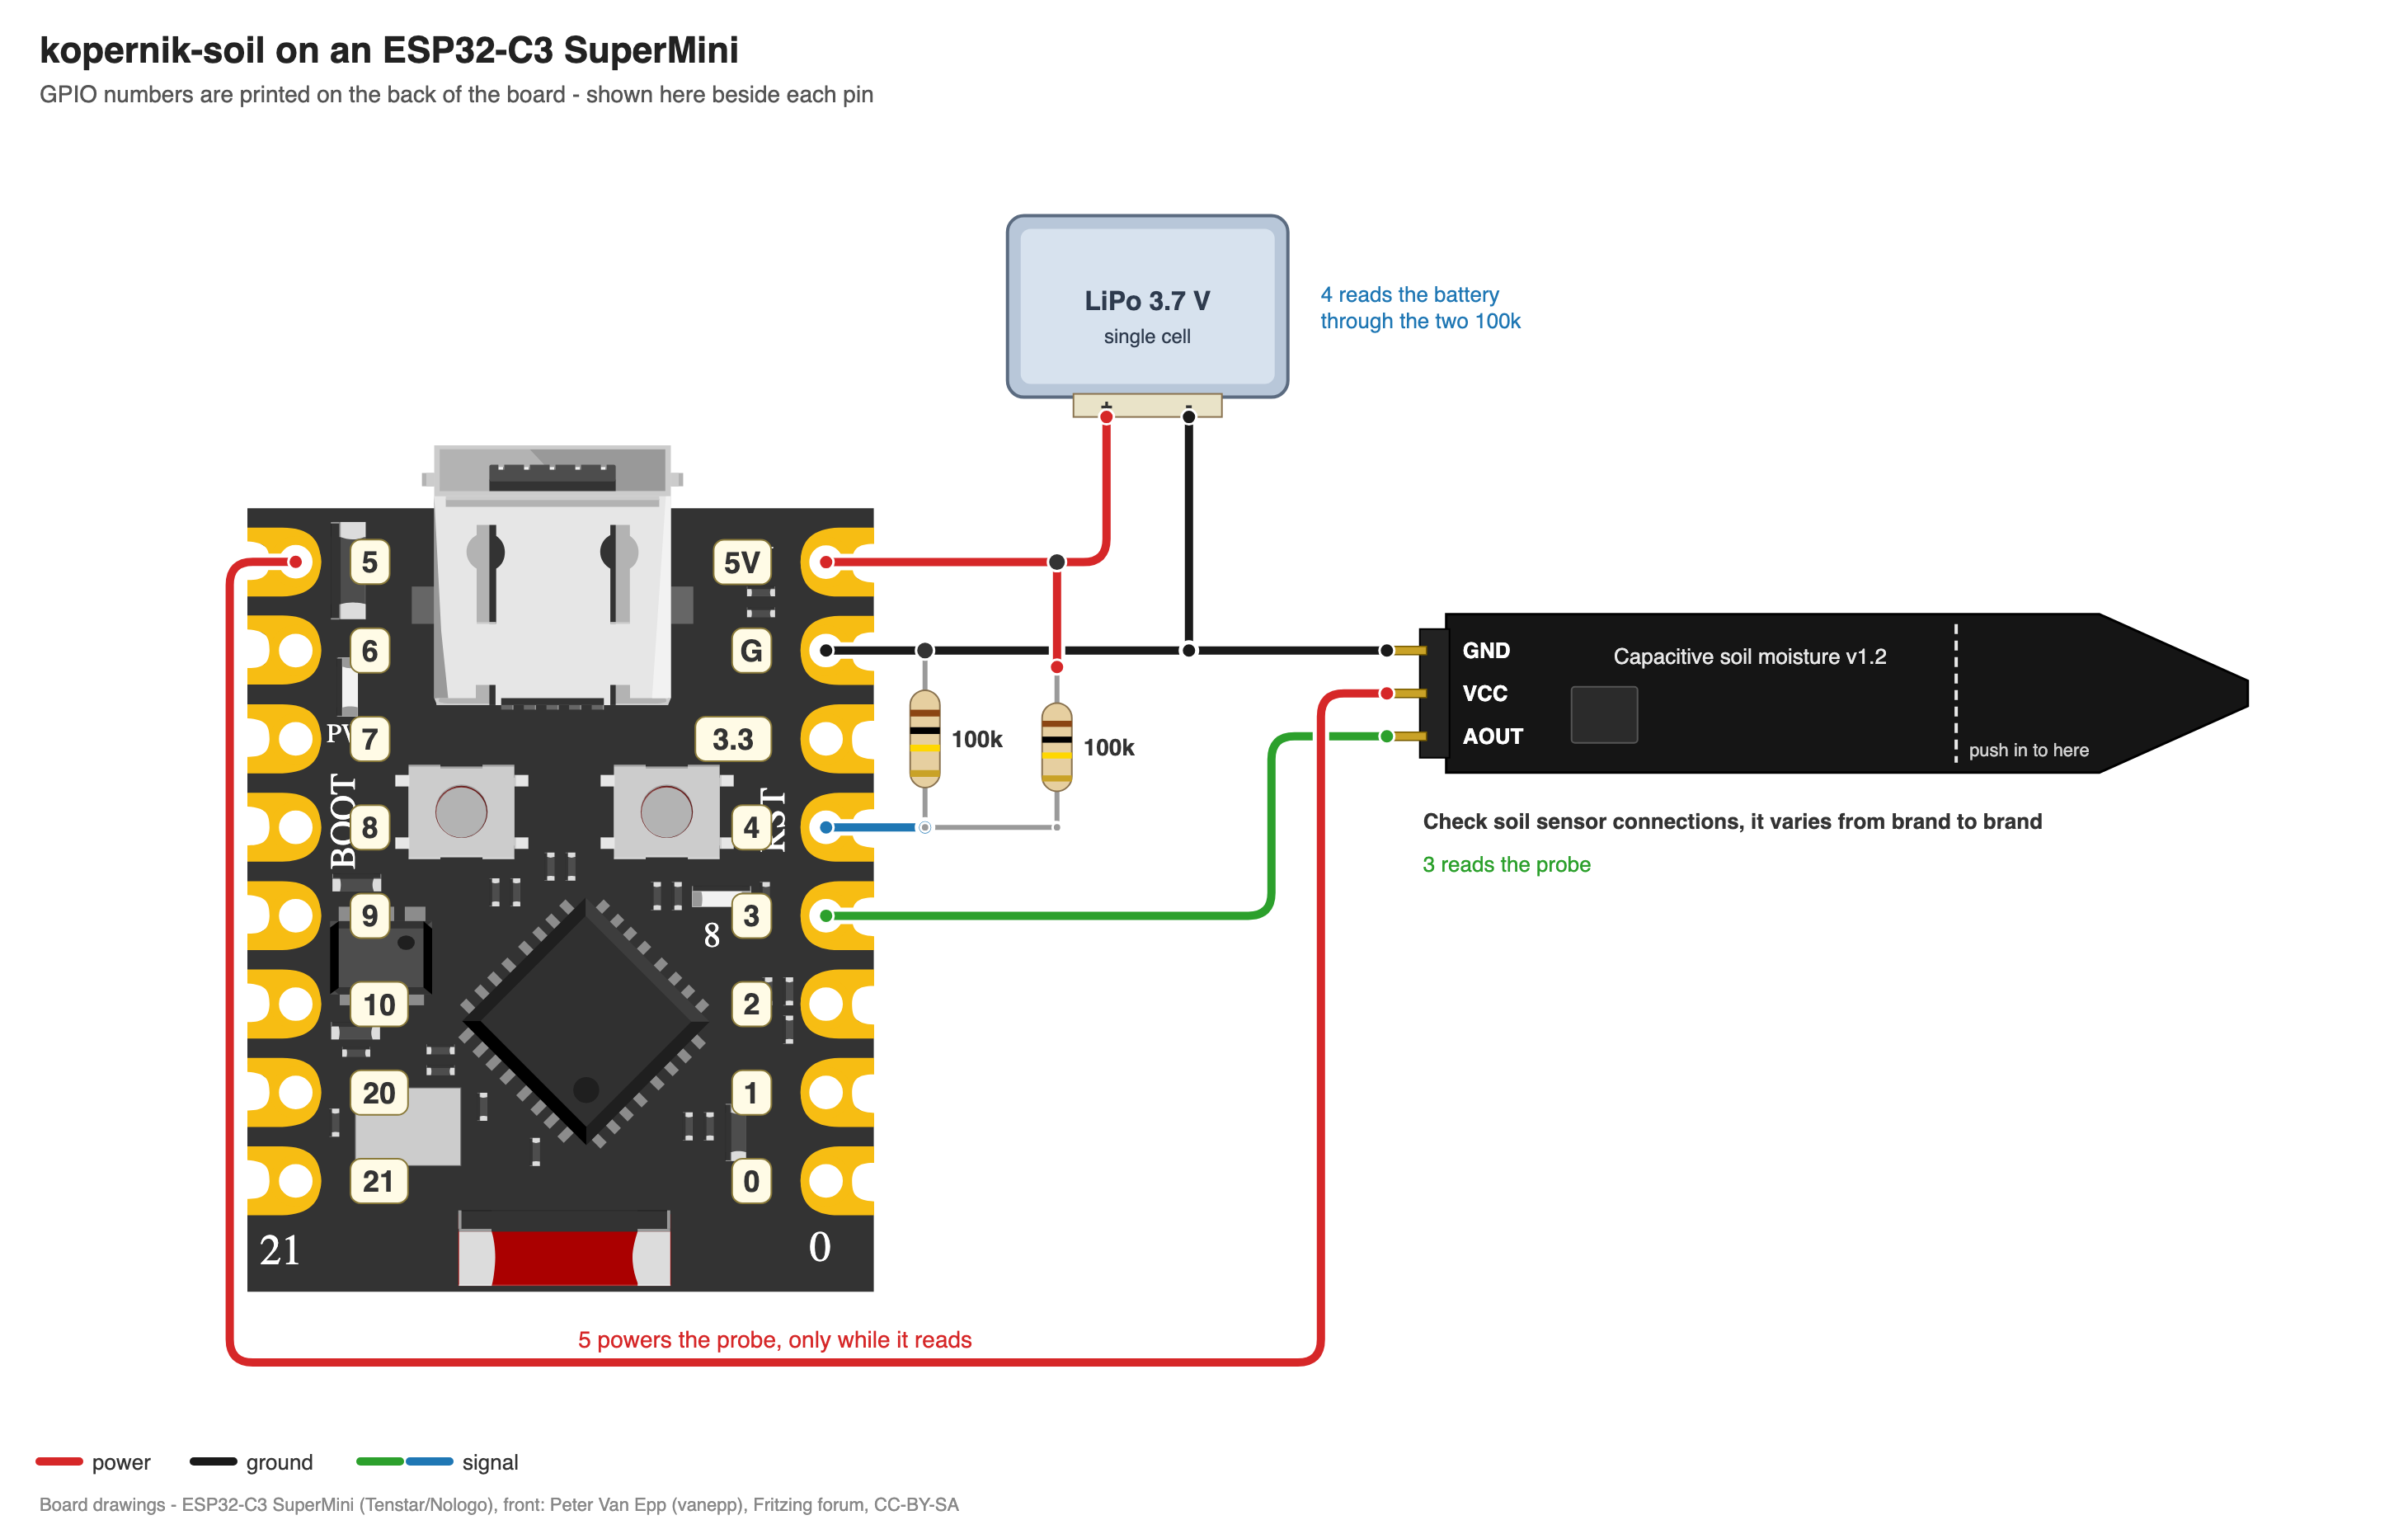 kopernik-soil on an ESP32-C3 SuperMini
GPIO numbers are printed on the back of the board - shown here beside each pin
LiPo 3.7 V
single cell
+ -
4 reads the battery
through the two 100k
5 5V
6 G
7 3.3
8 4
9 3
10 2
20 1
21 0
BOOT
8
21 0
100k
100k
GND
VCC
AOUT
Capacitive soil moisture v1.2
push in to here
Check soil sensor connections, it varies from brand to brand
3 reads the probe
5 powers the probe, only while it reads
power ground signal
Board drawings - ESP32-C3 SuperMini (Tenstar/Nologo), front: Peter Van Epp (vanepp), Fritzing forum, CC-BY-SA